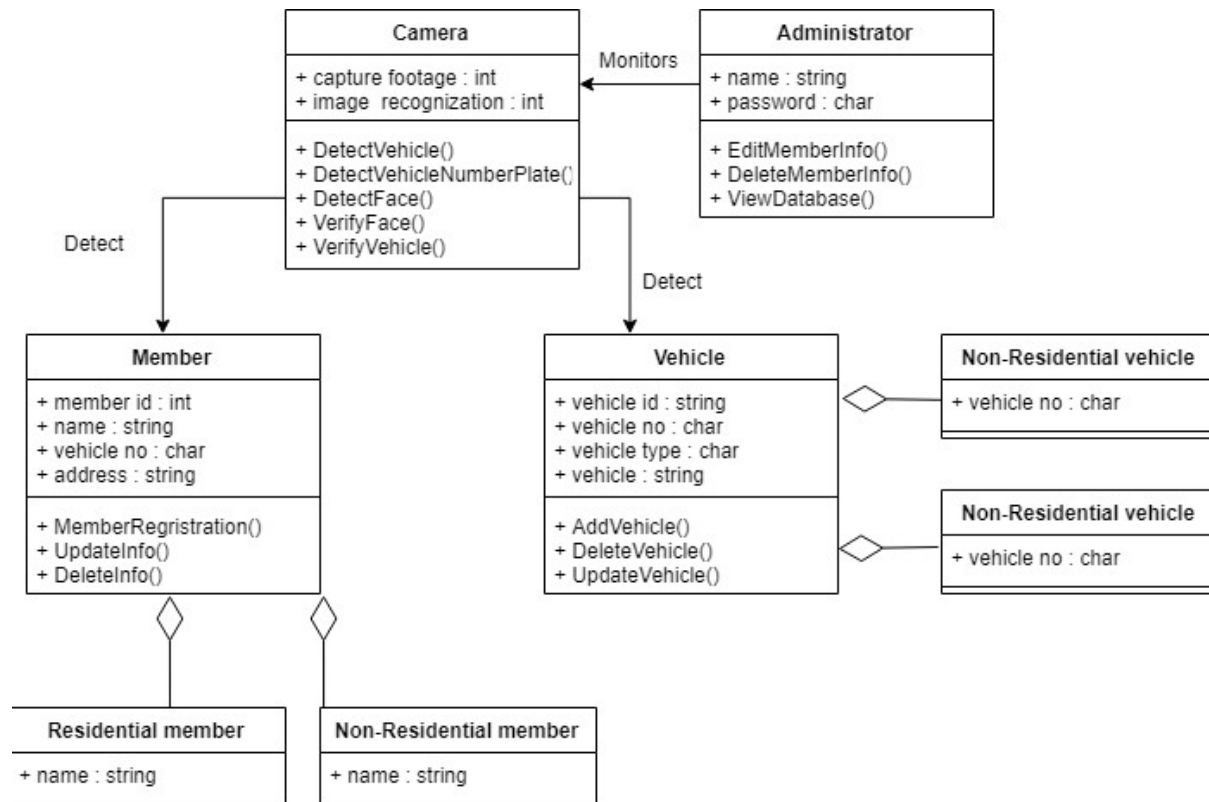 Camera
+ capture footage : int
+ image recognization : int
+ DetectVehicle()
+ DetectVehicleNumberPlate()
+ DetectFace()
+ VerifyFace()
+ VerifyVehicle()
Monitors
Administrator
+ name : string
+ password : char
+ EditMemberInfo()
+ DeleteMemberInfo()
+ ViewDatabase()
Detect
Detect
Member
+ member id : int
+ name : string
+ vehicle no : char
+ address : string
+ MemberRegristration()
+ UpdateInfo()
+ DeleteInfo()
Vehicle
+ vehicle id : string
+ vehicle no : char
+ vehicle type : char
+ vehicle : string
+ AddVehicle()
+ DeleteVehicle()
+ UpdateVehicle()
Non-Residential vehicle
+ vehicle no : char
Non-Residential vehicle
+ vehicle no : char
Residential member
+ name : string
Non-Residential member
+ name : string